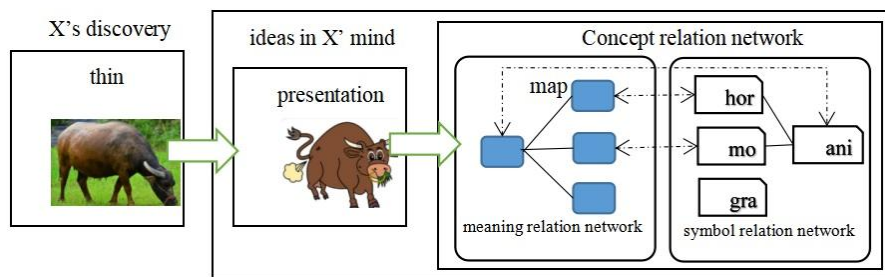 X's discovery
thin
ideas in X' mind
presentation
Concept relation network
map
hor
mo
ani
gra
meaning relation network
symbol relation network